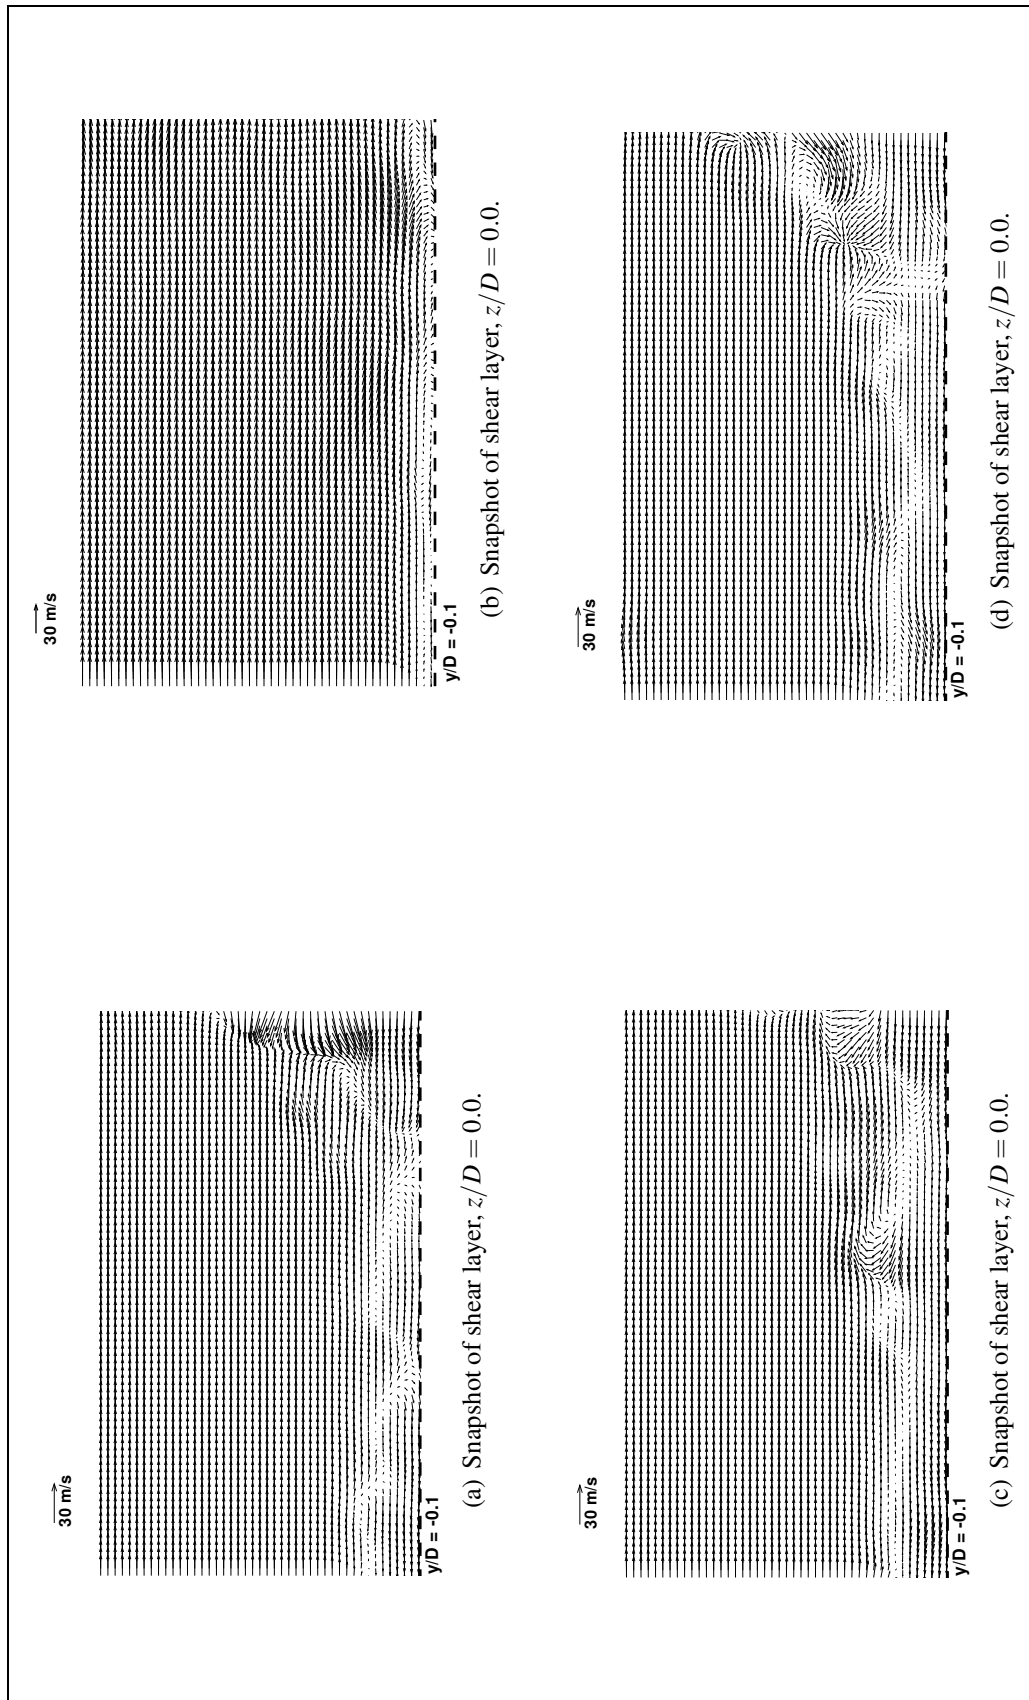 30 m/s
y/D = -0.1
(a) Snapshot of shear layer, z/D = 0.0.
30 m/s
y/D = -0.1
(b) Snapshot of shear layer, z/D = 0.0.
30 m/s
y/D = -0.1
(c) Snapshot of shear layer, z/D = 0.0.
30 m/s
y/D = -0.1
(d) Snapshot of shear layer, z/D = 0.0.